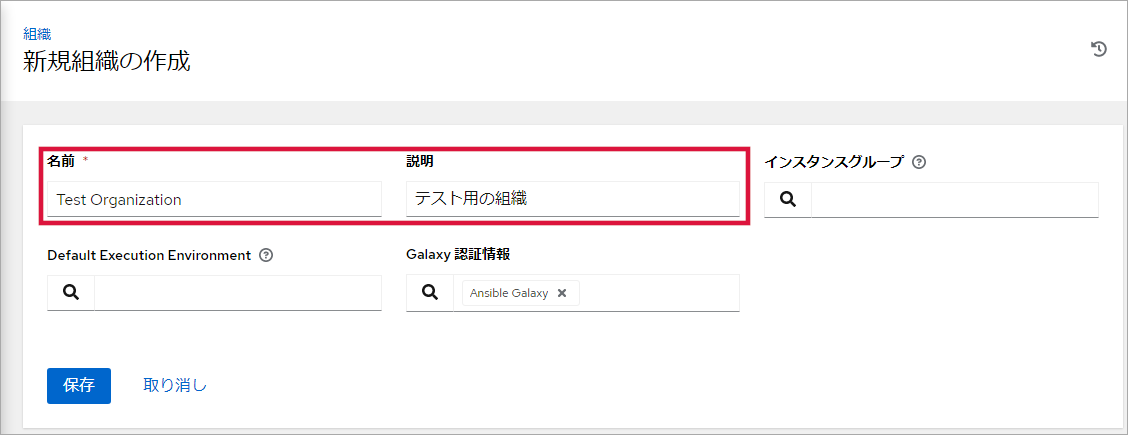 組織
新規組織の作成
名前 *
説明
インスタンスグループ
Test Organization
テスト用の組織
Default Execution Environment
Galaxy 認証情報
Ansible Galaxy
保存
取り消し